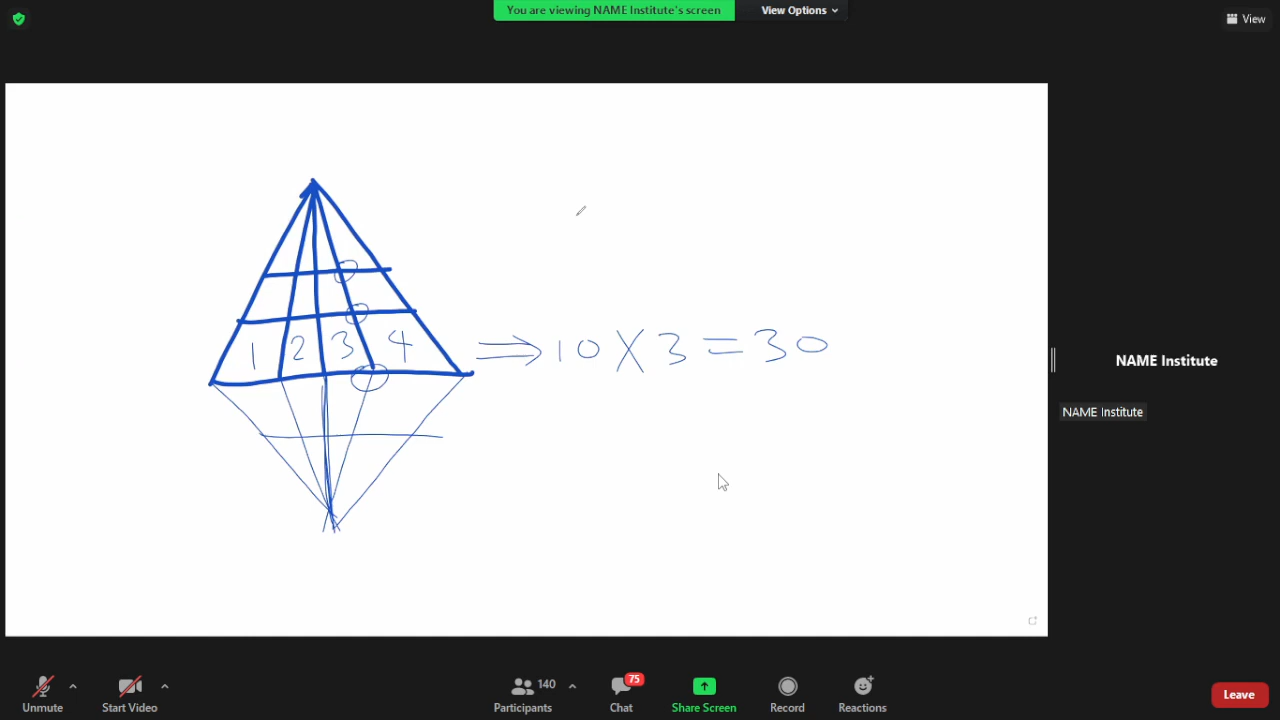 You are viewing NAME Institute's screen
View Options
View
1 2 3 4
⇒ 10 X 3 = 30
NAME Institute
NAME Institute
140
75
Unmute
Start Video
Participants
Chat
Share Screen
Record
Reactions
Leave